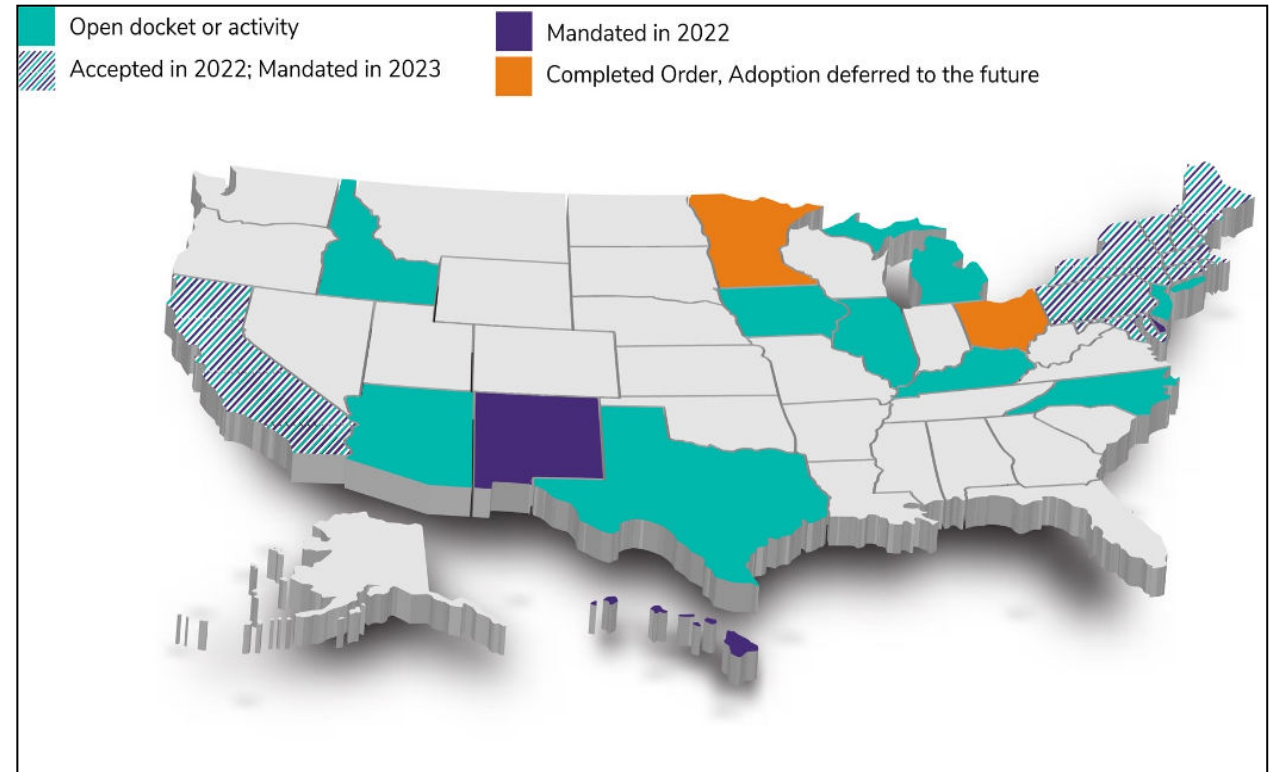 Open docket or activity
Mandated in 2022
Accepted in 2022; Mandated in 2023
Completed Order, Adoption deferred to the future